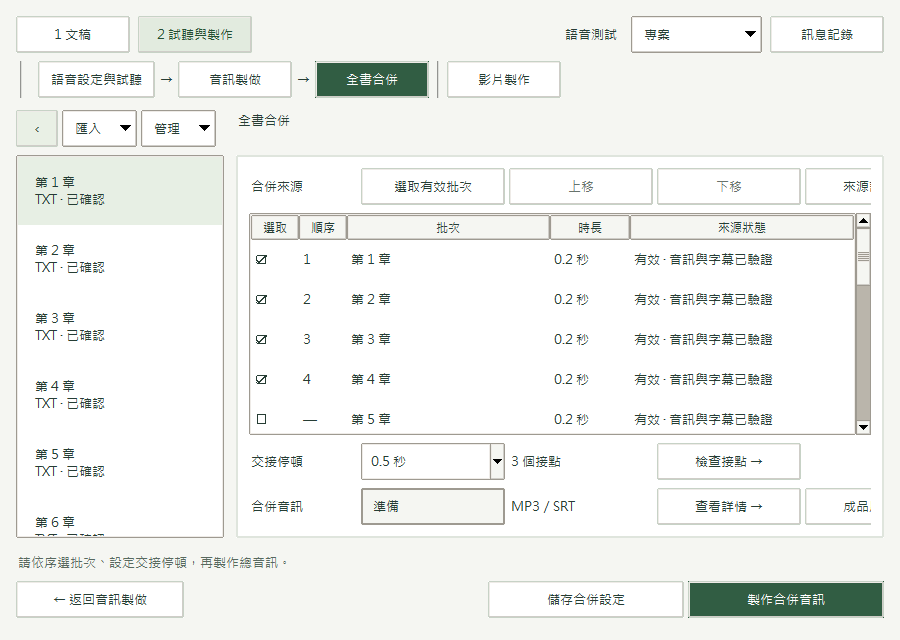 1 文稿
2 試聽與製作
語音測試
專案
訊息記錄
語音設定與試聽
→
音訊製做
→
全書合併
影片製作
‹
匯入
管理
全書合併
第 1 章
TXT · 已確認
第 2 章
TXT · 已確認
第 3 章
TXT · 已確認
第 4 章
TXT · 已確認
第 5 章
TXT · 已確認
第 6 章
合併來源
選取有效批次
上移
下移
來源
選取 順序 批次 時長 來源狀態
1 第 1 章 0.2 秒 有效 · 音訊與字幕已驗證
2 第 2 章 0.2 秒 有效 · 音訊與字幕已驗證
3 第 3 章 0.2 秒 有效 · 音訊與字幕已驗證
4 第 4 章 0.2 秒 有效 · 音訊與字幕已驗證
— 第 5 章 0.2 秒 有效 · 音訊與字幕已驗證
交接停頓
0.5 秒
3 個接點
檢查接點 →
合併音訊
準備
MP3 / SRT
查看詳情 →
成品
請依序選批次、設定交接停頓，再製作總音訊。
← 返回音訊製做
儲存合併設定
製作合併音訊